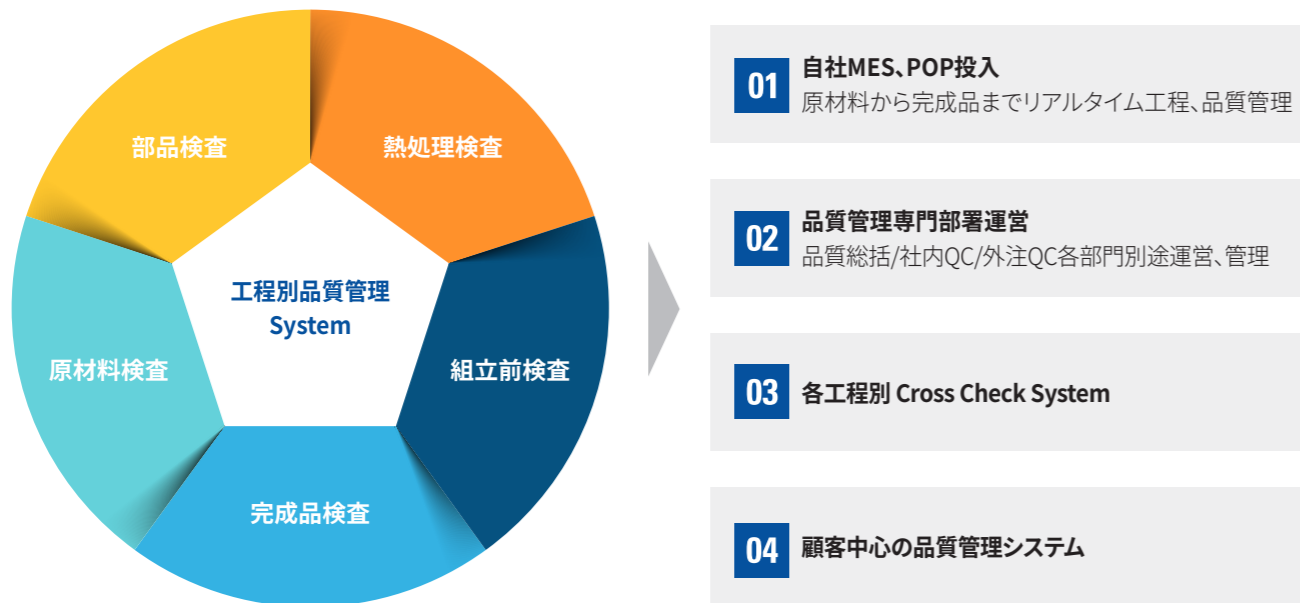 部品検査
熱処理検査
工程別品質管理
System
原材料検査
組立前検査
完成品検査
01
自社MES、POP投入
原材料から完成品までリアルタイム工程、品質管理
02
品質管理専門部署運営
品質総括/社内QC/外注QC各部門別途運営、管理
03
各工程別 Cross Check System
04
顧客中心の品質管理システム